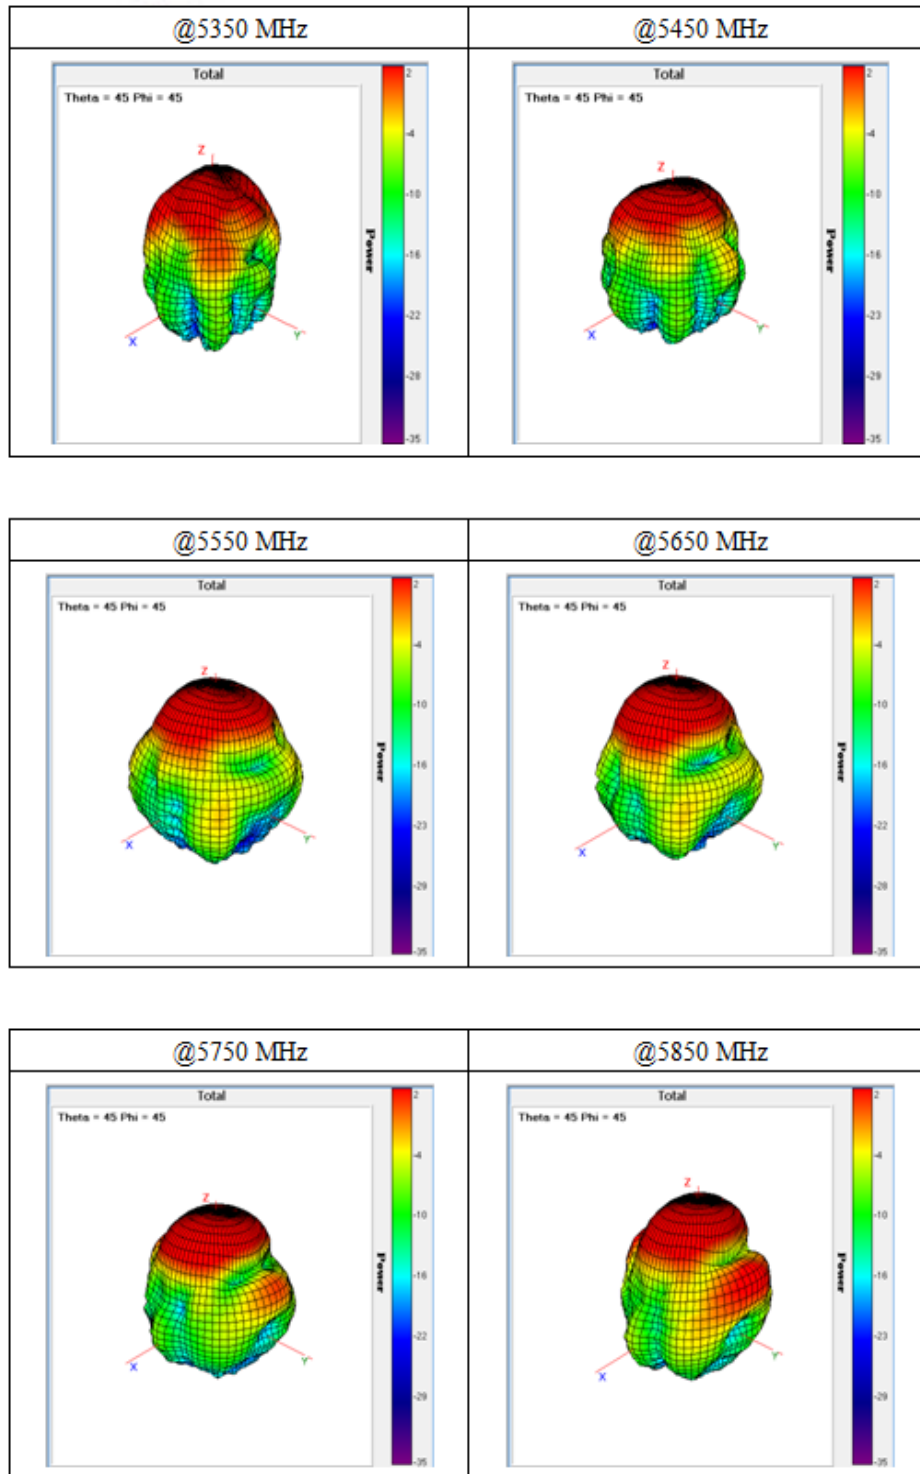 @5350 MHz
@5450 MHz
Total
Theta = 45 Phi = 45
Z
X
Y
Power
2
-4
-10
-16
-22
-28
-35
Total
Theta = 45 Phi = 45
Z
X
Y
Power
2
-4
-10
-16
-23
-29
-35
@5550 MHz
@5650 MHz
Total
Theta = 45 Phi = 45
Z
X
Y
Power
2
-4
-10
-16
-23
-29
-35
Total
Theta = 45 Phi = 45
Z
X
Y
Power
2
-4
-10
-16
-22
-28
-35
@5750 MHz
@5850 MHz
Total
Theta = 45 Phi = 45
Z
X
Y
Power
2
-4
-10
-16
-22
-29
-35
Total
Theta = 45 Phi = 45
Z
X
Y
Power
2
-4
-10
-16
-23
-29
-35